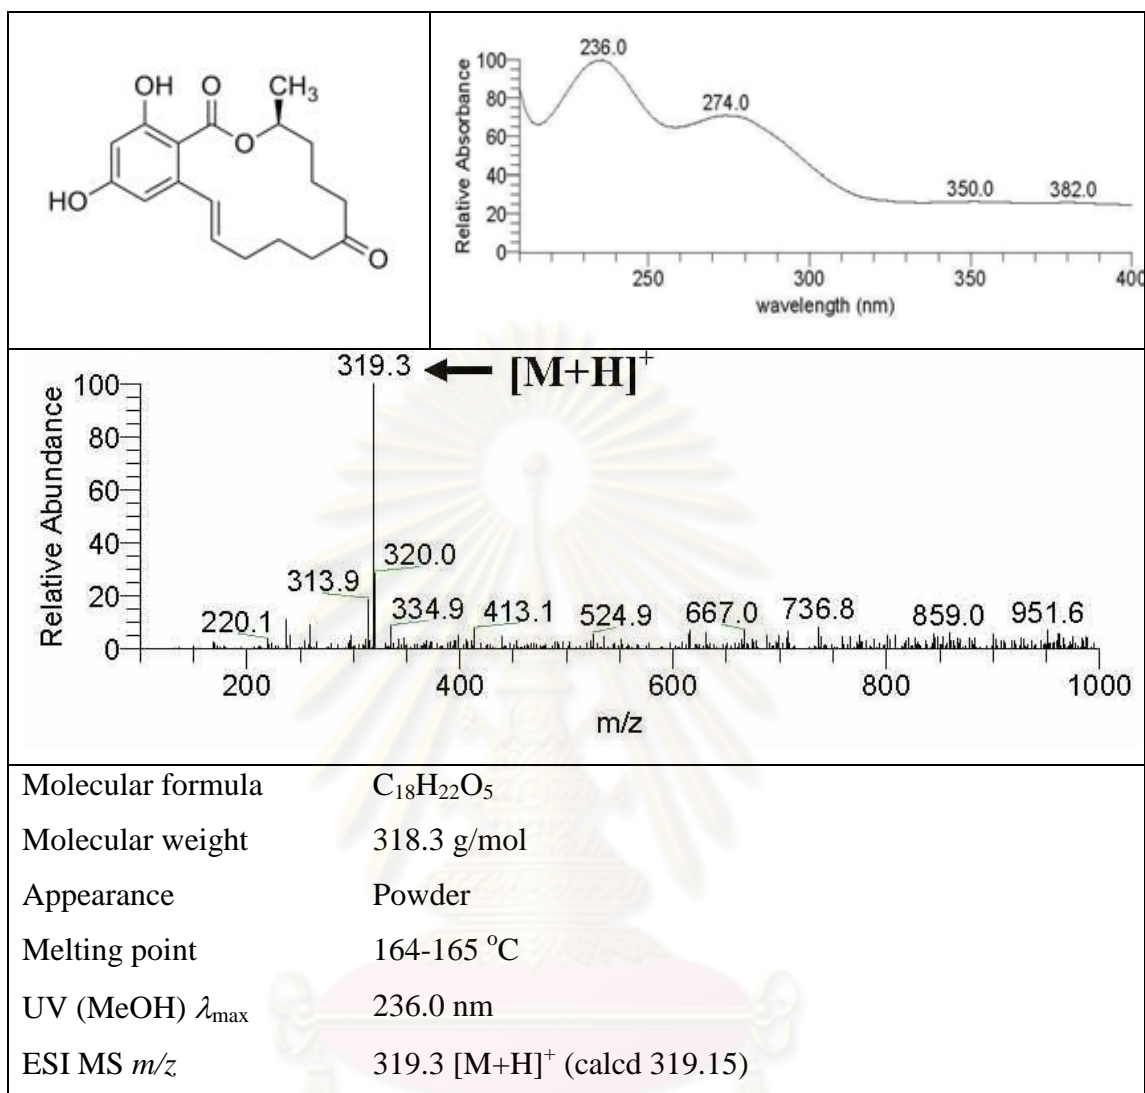 OH
O
CH₃
O
HO
O
Relative Absorbance
100
80
60
40
20
0
236.0
274.0
350.0
382.0
250
300
350
400
wavelength (nm)
319.3
[M+H]⁺
Relative Abundance
100
80
60
40
20
0
320.0
313.9
334.9
413.1
524.9
667.0
736.8
859.0
951.6
220.1
200
400
600
800
1000
m/z
Molecular formula C₁₈H₂₂O₅
Molecular weight 318.3 g/mol
Appearance Powder
Melting point 164-165 °C
UV (MeOH) λmax 236.0 nm
ESI MS m/z 319.3 [M+H]⁺ (calcd 319.15)